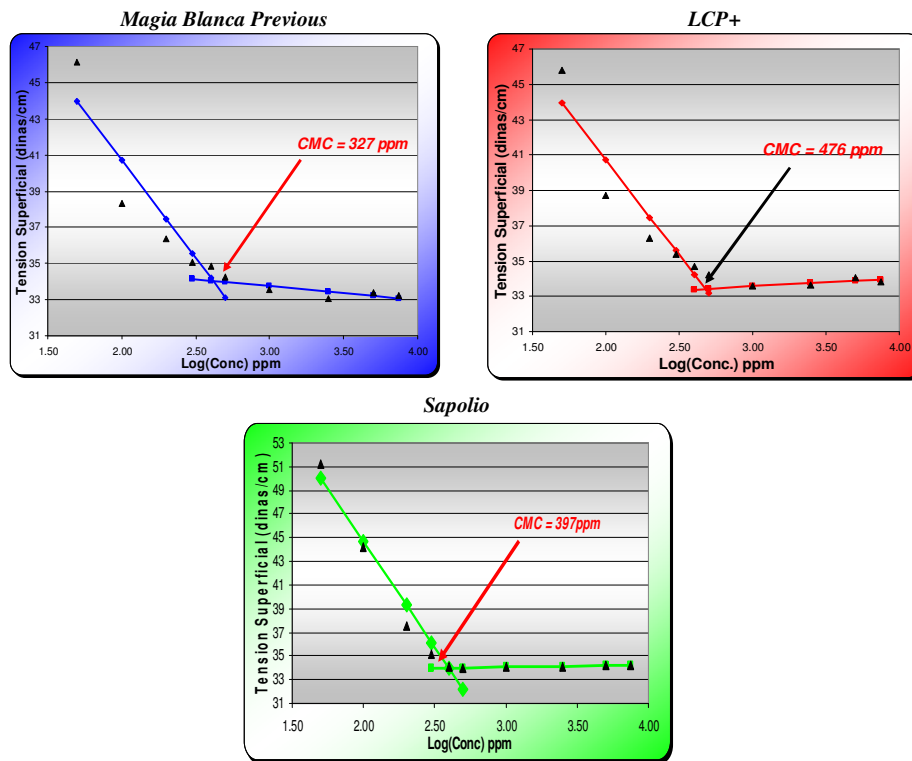 Magia Blanca Previous
Tension Superficial (dinas/cm)
47
45
43
41
39
37
35
33
31
CMC = 327 ppm
1.50 2.00 2.50 3.00 3.50 4.00
Log(Conc) ppm
LCP+
Tension Superficial (dinas/cm)
47
45
43
41
39
37
35
33
31
CMC = 476 ppm
1.50 2.00 2.50 3.00 3.50 4.00
Log(Conc.) ppm
Sapolio
Tension Superficial (dinas/cm)
53
51
49
47
45
43
41
39
37
35
33
31
CMC = 397ppm
1.50 2.00 2.50 3.00 3.50 4.00
Log(Conc) ppm